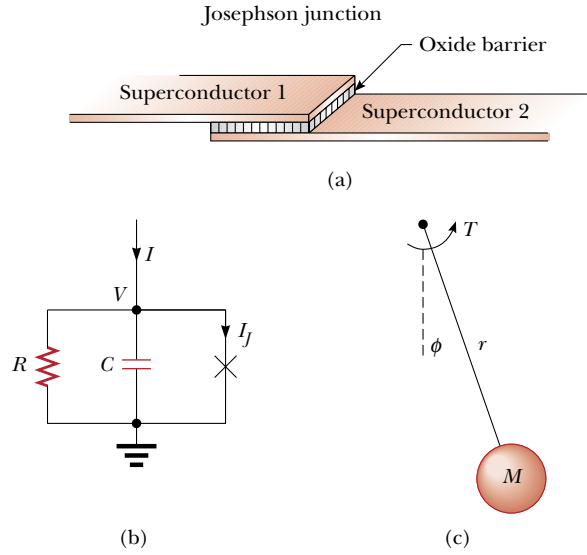 Josephson junction
Oxide barrier
Superconductor 1
Superconductor 2
(a)
I
V
I_J
R
C
(b)
T
ϕ
r
M
(c)